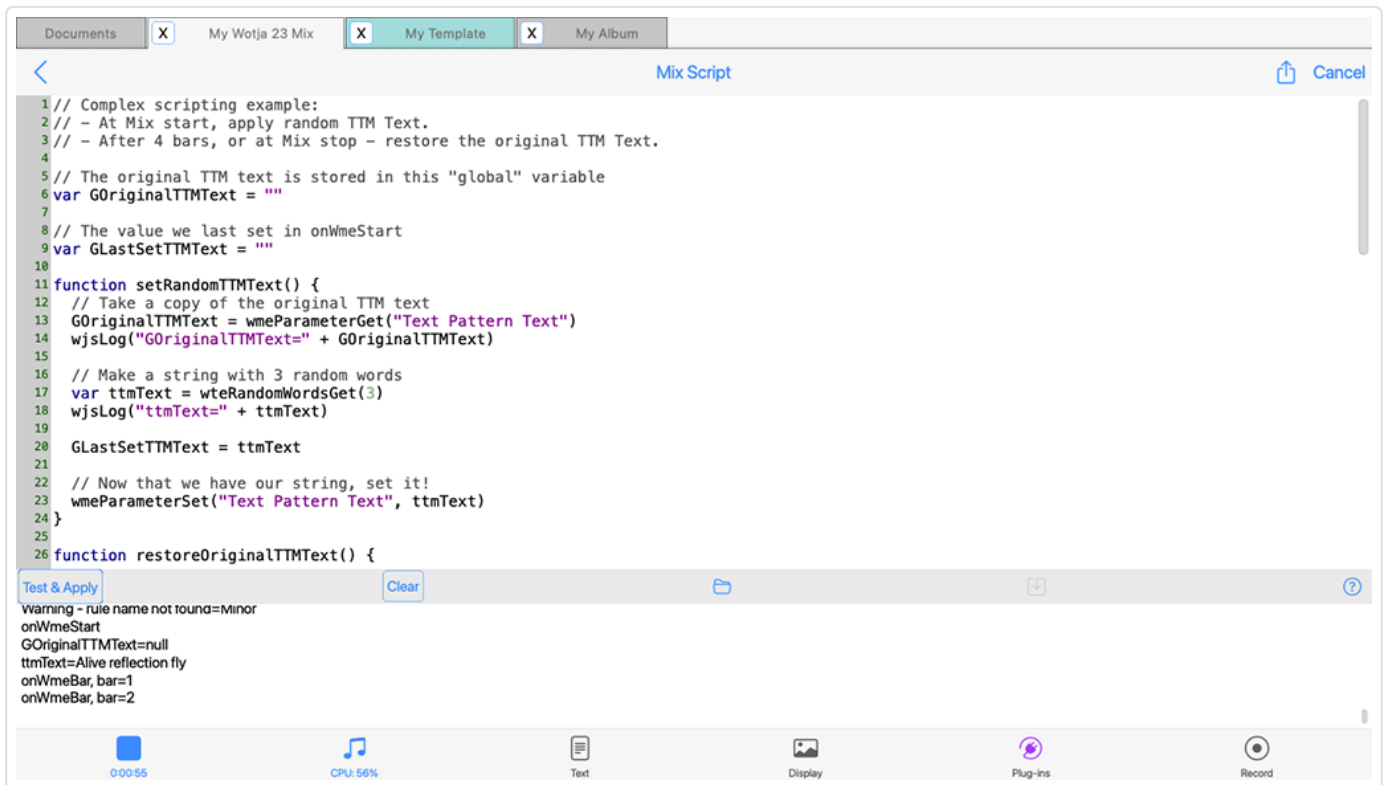 Documents
X My Wotja 23 Mix
X My Template
X My Album
Mix Script
Cancel
1 // Complex scripting example:
2 // - At Mix start, apply random TTM Text.
3 // - After 4 bars, or at Mix stop - restore the original TTM Text.
4
5 // The original TTM text is stored in this "global" variable
6 var GOriginalTTMText = ""
7
8 // The value we last set in onWmeStart
9 var GLastSetTTMText = ""
10
11 function setRandomTTMText() {
12   // Take a copy of the original TTM text
13   GOriginalTTMText = wmeParameterGet("Text Pattern Text")
14   wjsLog("GOriginalTTMText=" + GOriginalTTMText)
15
16   // Make a string with 3 random words
17   var ttmText = wteRandomWordsGet(3)
18   wjsLog("ttmText=" + ttmText)
19
20   GLastSetTTMText = ttmText
21
22   // Now that we have our string, set it!
23   wmeParameterSet("Text Pattern Text", ttmText)
24 }
25
26 function restoreOriginalTTMText() {
Test & Apply
Clear
?
Warning - rule name not found=Minor
onWmeStart
GOriginalTTMText=null
ttmText=Alive reflection fly
onWmeBar, bar=1
onWmeBar, bar=2
0:00:55
CPU: 56%
Text
Display
Plug-ins
Record